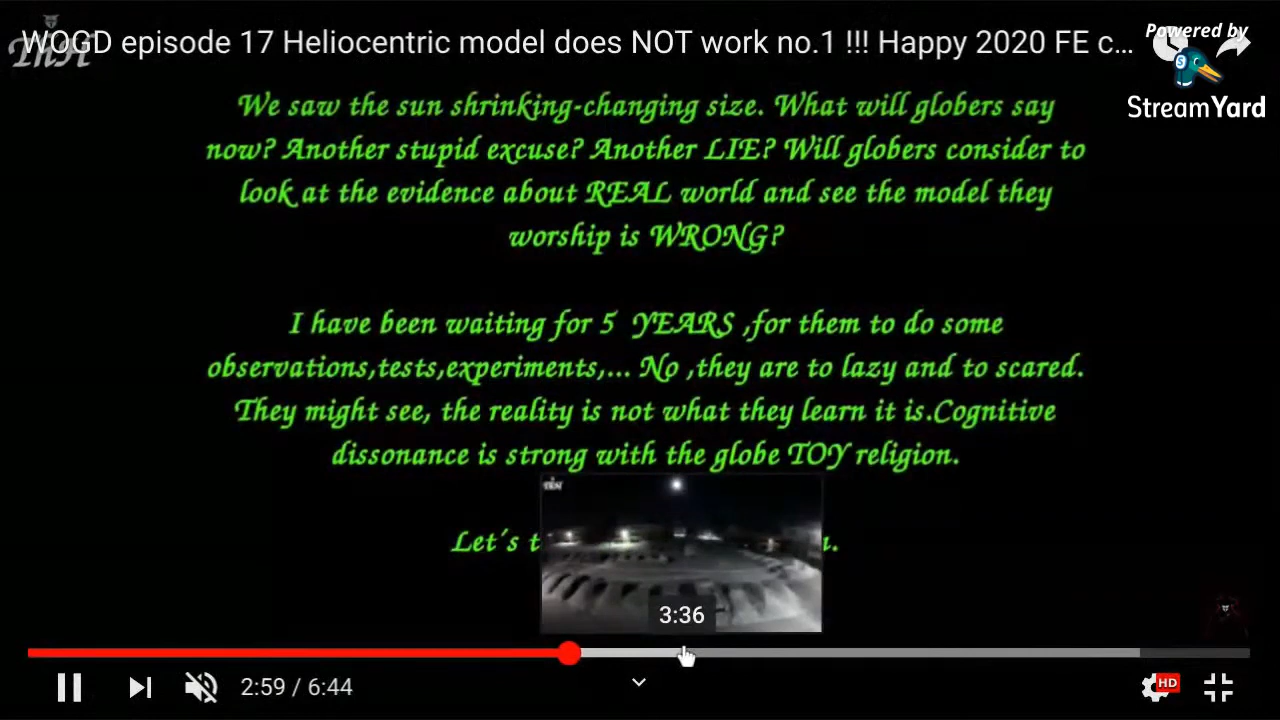 WOGD episode 17 Heliocentric model does NOT work no.1 !!! Happy 2020 FE c...
ThH
Powered by
StreamYard
We saw the sun shrinking-changing size. What will globers say
now? Another stupid excuse? Another LIE? Will globers consider to
look at the evidence about REAL world and see the model they
worship is WRONG?
I have been waiting for 5 YEARS ,for them to do some
observations,tests,experiments,... No ,they are to lazy and to scared.
They might see, the reality is not what they learn it is.Cognitive
dissonance is strong with the globe TOY religion.
Let´s
3:36
2:59 / 6:44
HD